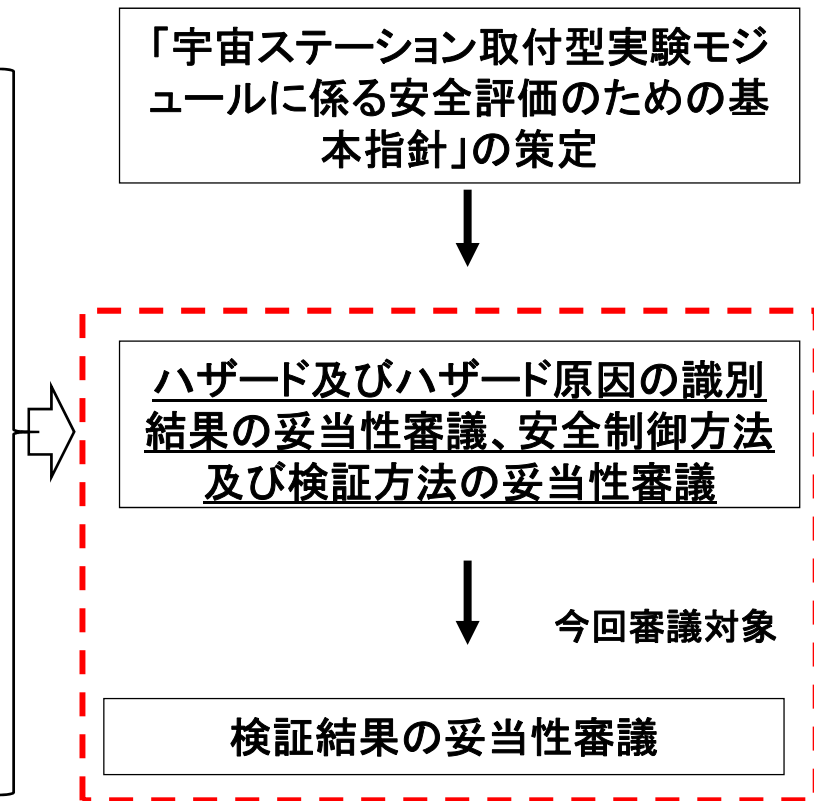 「宇宙ステーション取付型実験モジ
ュールに係る安全評価のための基
本指針」の策定
ハザード及びハザード原因の識別
結果の妥当性審議、安全制御方法
及び検証方法の妥当性審議
今回審議対象
検証結果の妥当性審議